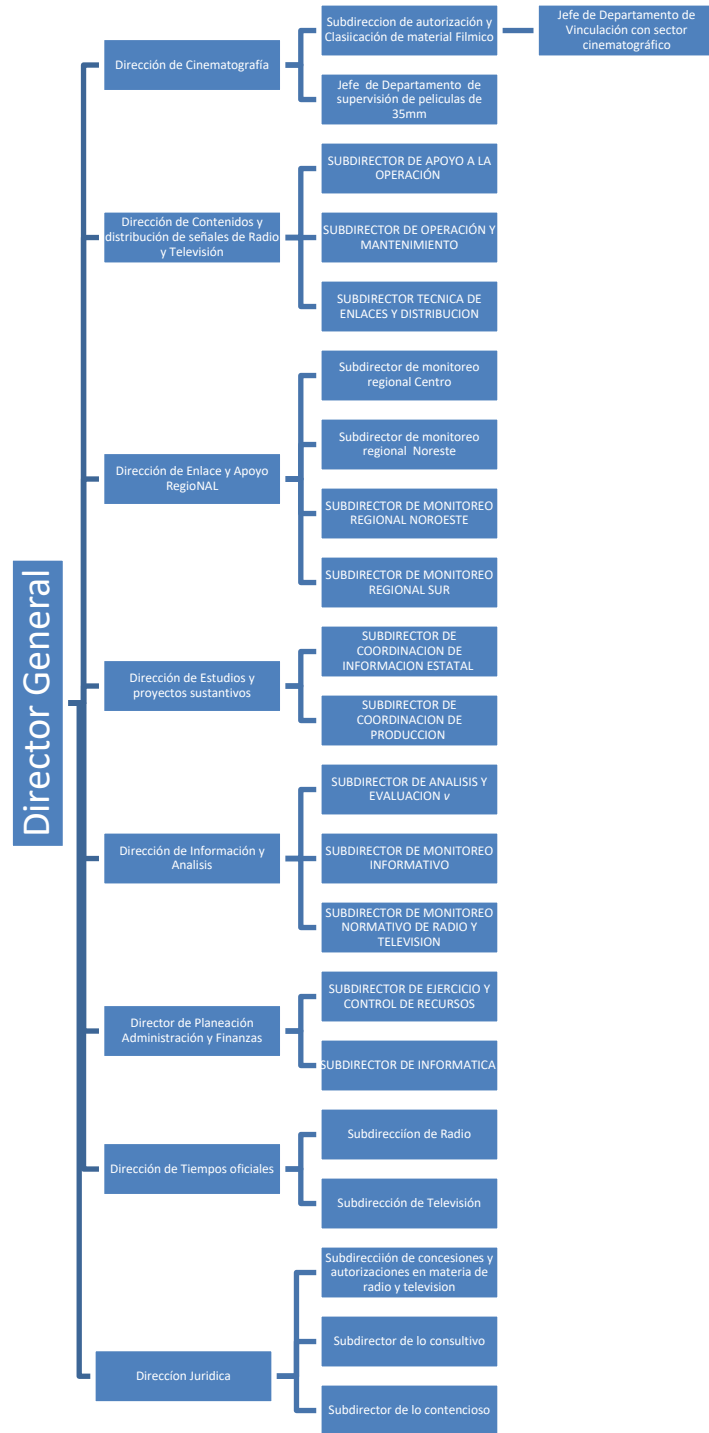 Director General
Dirección de Cinematografía
Subdireccion de autorización y
Clasiicación de material Filmico
Jefe de Departamento de
Vinculación con sector
cinematográfico
Jefe de Departamento de
supervisión de peliculas de
35mm
Dirección de Contenidos y
distribución de señales de Radio
y Televisión
SUBDIRECTOR DE APOYO A LA
OPERACIÓN
SUBDIRECTOR DE OPERACIÓN Y
MANTENIMIENTO
SUBDIRECTOR TECNICA DE
ENLACES Y DISTRIBUCION
Dirección de Enlace y Apoyo
RegioNAL
Subdirector de monitoreo
regional Centro
Subdirector de monitoreo
regional Noreste
SUBDIRECTOR DE MONITOREO
REGIONAL NOROESTE
SUBDIRECTOR DE MONITOREO
REGIONAL SUR
Dirección de Estudios y
proyectos sustantivos
SUBDIRECTOR DE
COORDINACION DE
INFORMACION ESTATAL
SUBDIRECTOR DE
COORDINACION DE
PRODUCCION
Dirección de Información y
Analisis
SUBDIRECTOR DE ANALISIS Y
EVALUACION v
SUBDIRECTOR DE MONITOREO
INFORMATIVO
SUBDIRECTOR DE MONITOREO
NORMATIVO DE RADIO Y
TELEVISION
Director de Planeación
Administración y Finanzas
SUBDIRECTOR DE EJERCICIO Y
CONTROL DE RECURSOS
SUBDIRECTOR DE INFORMATICA
Dirección de Tiempos oficiales
Subdirecciíon de Radio
Subdirección de Televisión
Direccíon Juridica
Subdirecciión de concesiones y
autorizaciones en materia de
radio y television
Subdirector de lo consultivo
Subdirector de lo contencioso